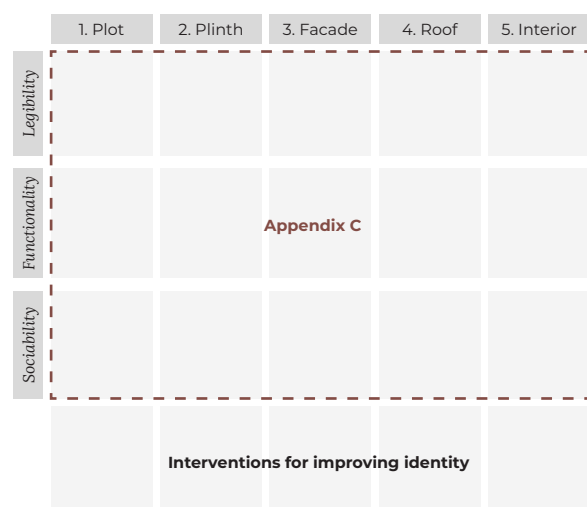 1. Plot 2. Plinth 3. Facade 4. Roof 5. Interior
Legibility
Functionality
Appendix C
Sociability
Interventions for improving identity